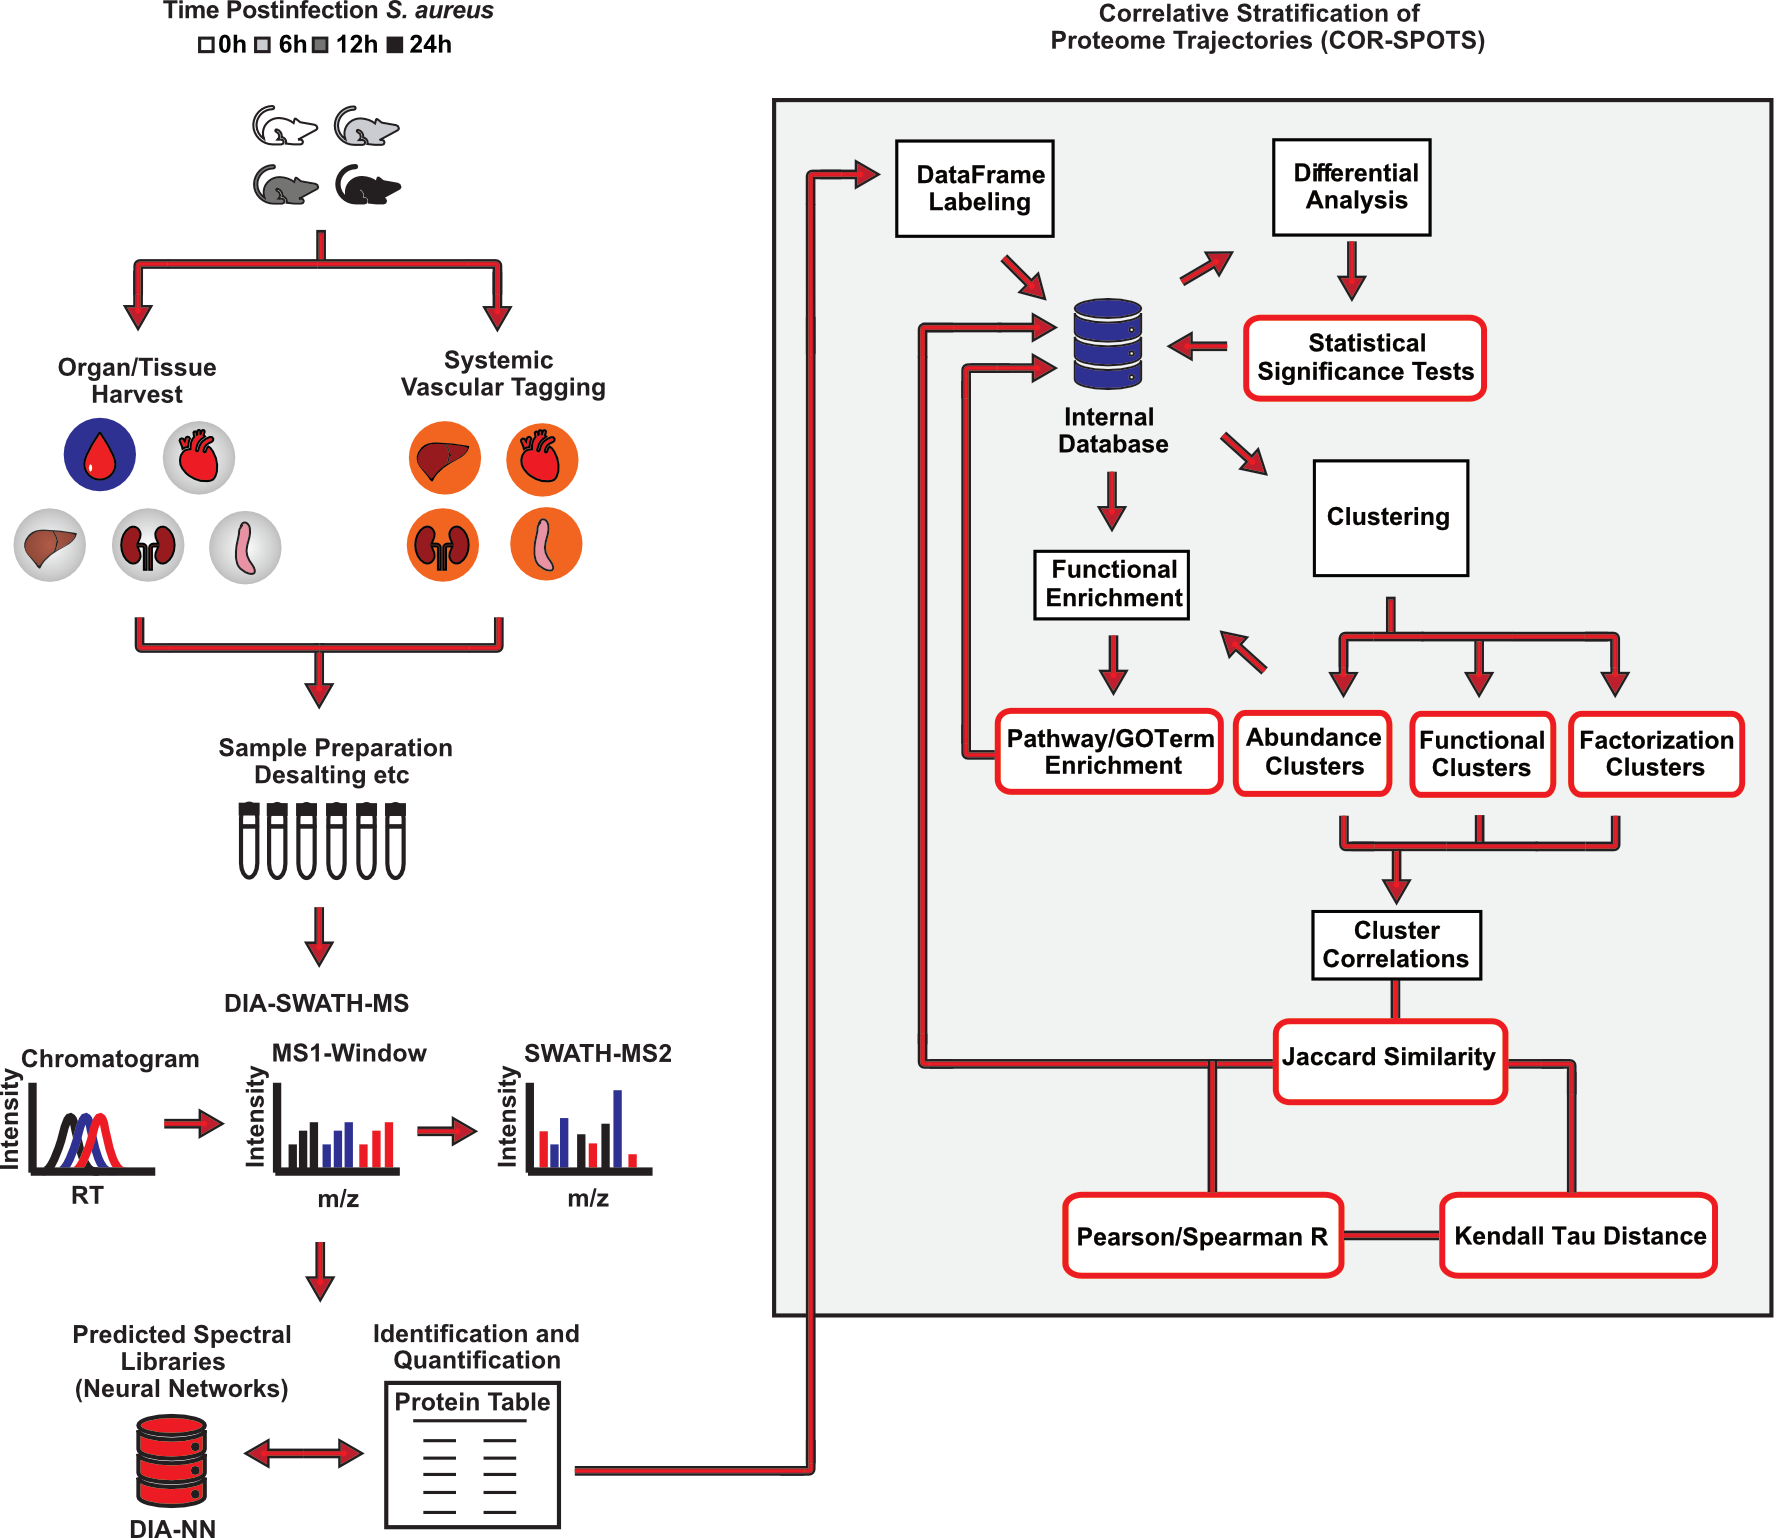 Time Postinfection S. aureus
0h 6h 12h 24h
Organ/Tissue
Harvest
Systemic
Vascular Tagging
Sample Preparation
Desalting etc
DIA-SWATH-MS
Chromatogram
Intensity
RT
MS1-Window
Intensity
m/z
SWATH-MS2
Intensity
m/z
Predicted Spectral
Libraries
(Neural Networks)
DIA-NN
Identification and
Quantification
Protein Table
Correlative Stratification of
Proteome Trajectories (COR-SPOTS)
DataFrame
Labeling
Differential
Analysis
Statistical
Significance Tests
Internal
Database
Clustering
Functional
Enrichment
Pathway/GOTerm
Enrichment
Abundance
Clusters
Functional
Clusters
Factorization
Clusters
Cluster
Correlations
Jaccard Similarity
Pearson/Spearman R
Kendall Tau Distance